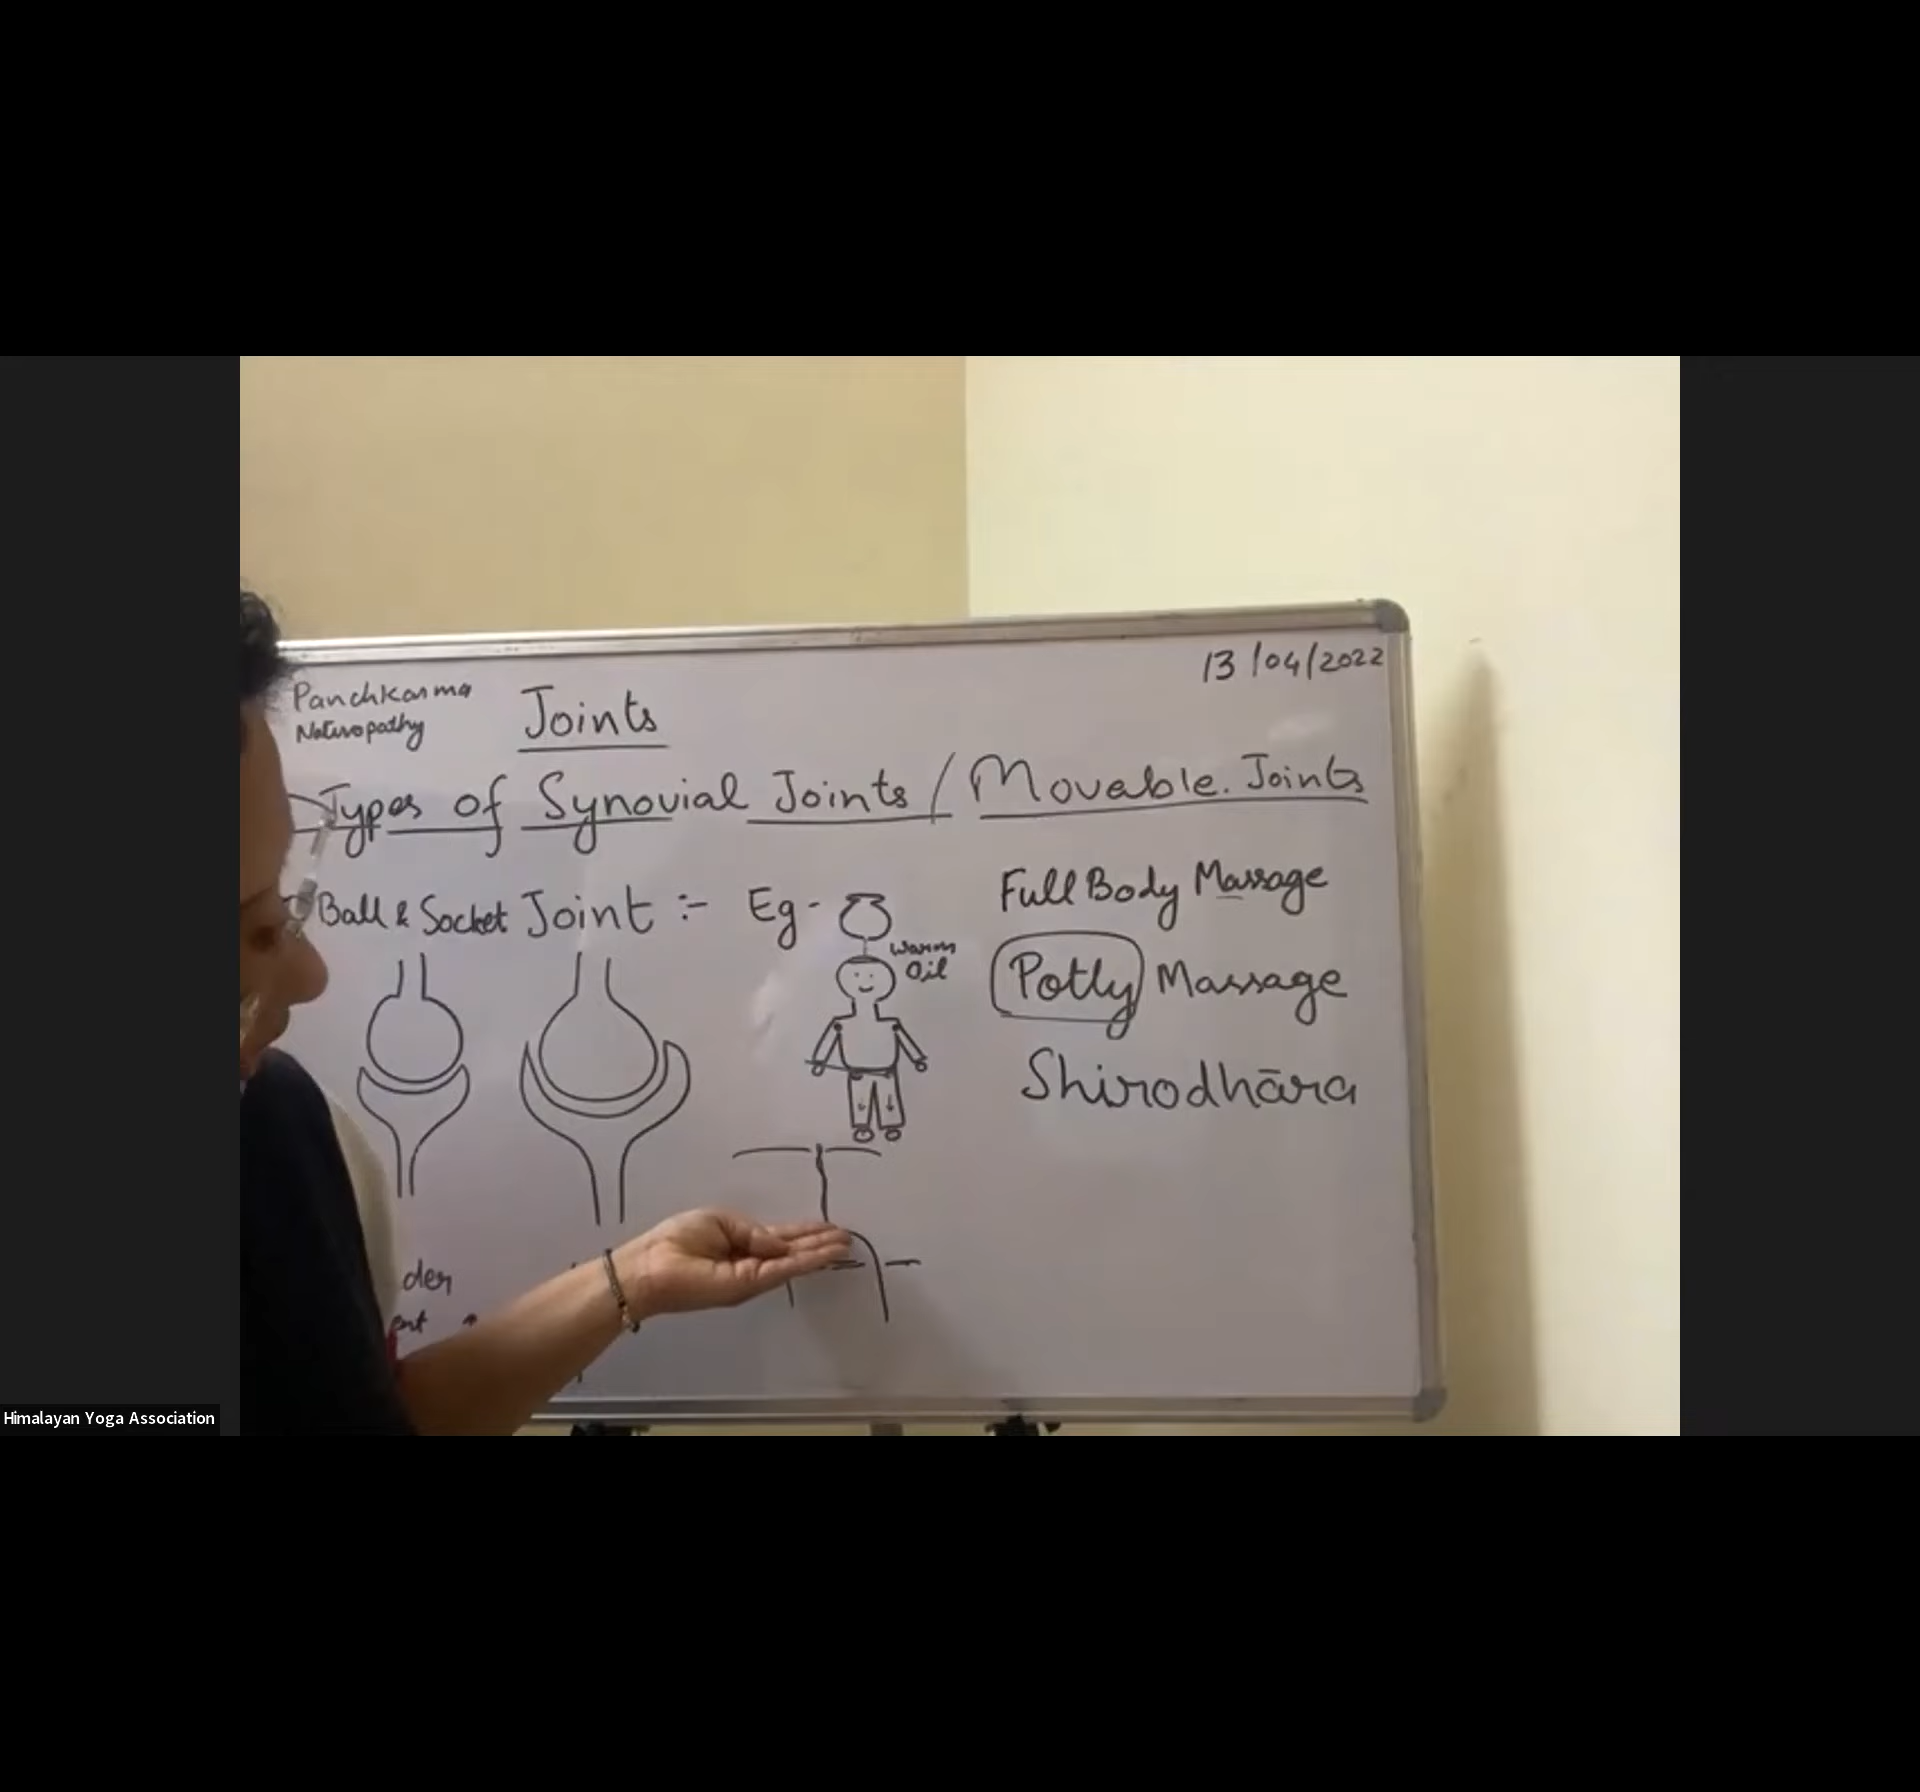 13/04/2022
Panchkarma
Naturopathy
Joints
Types of Synovial Joints / Movable. Joints
Ball & Socket Joint :- Eg -
Warm
Oil
Full Body Massage
Potly Massage
Shirodhāra
der
Himalayan Yoga Association